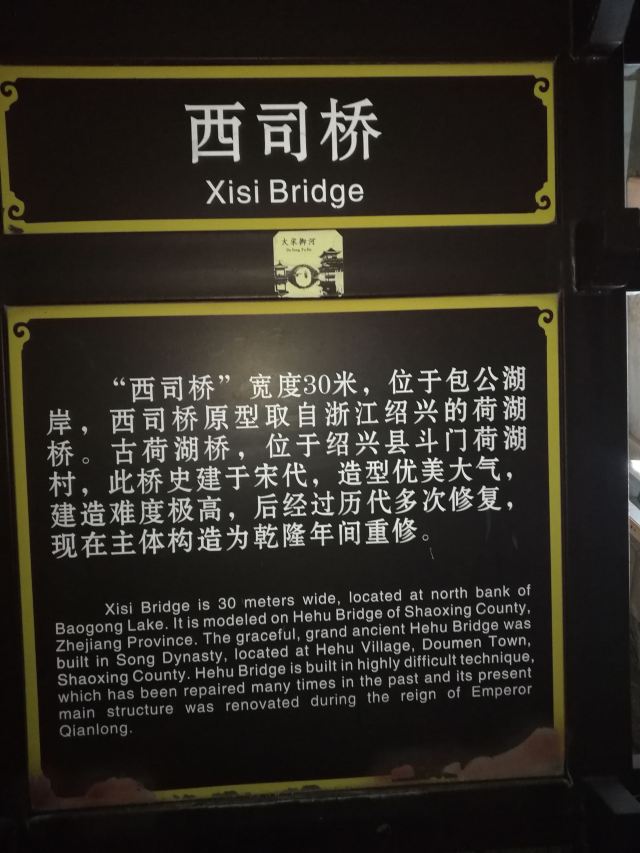 西司桥
Xisi Bridge
大宋御河
“西司桥”宽度30米，位于包公湖
岸，西司桥原型取自浙江绍兴的荷湖
桥。古荷湖桥，位于绍兴县斗门荷湖
村，此桥史建于宋代，造型优美大气，
建造难度极高，后经过历代多次修复，
现在主体构造为乾隆年间重修。
Xisi Bridge is 30 meters wide, located at north bank of
Baogong Lake. It is modeled on Hehu Bridge of Shaoxing County,
Zhejiang Province. The graceful, grand ancient Hehu Bridge was
built in Song Dynasty, located at Hehu Village, Doumen Town,
Shaoxing County. Hehu Bridge is built in highly difficult technique,
which has been repaired many times in the past and its present
main structure was renovated during the reign of Emperor
Qianlong.